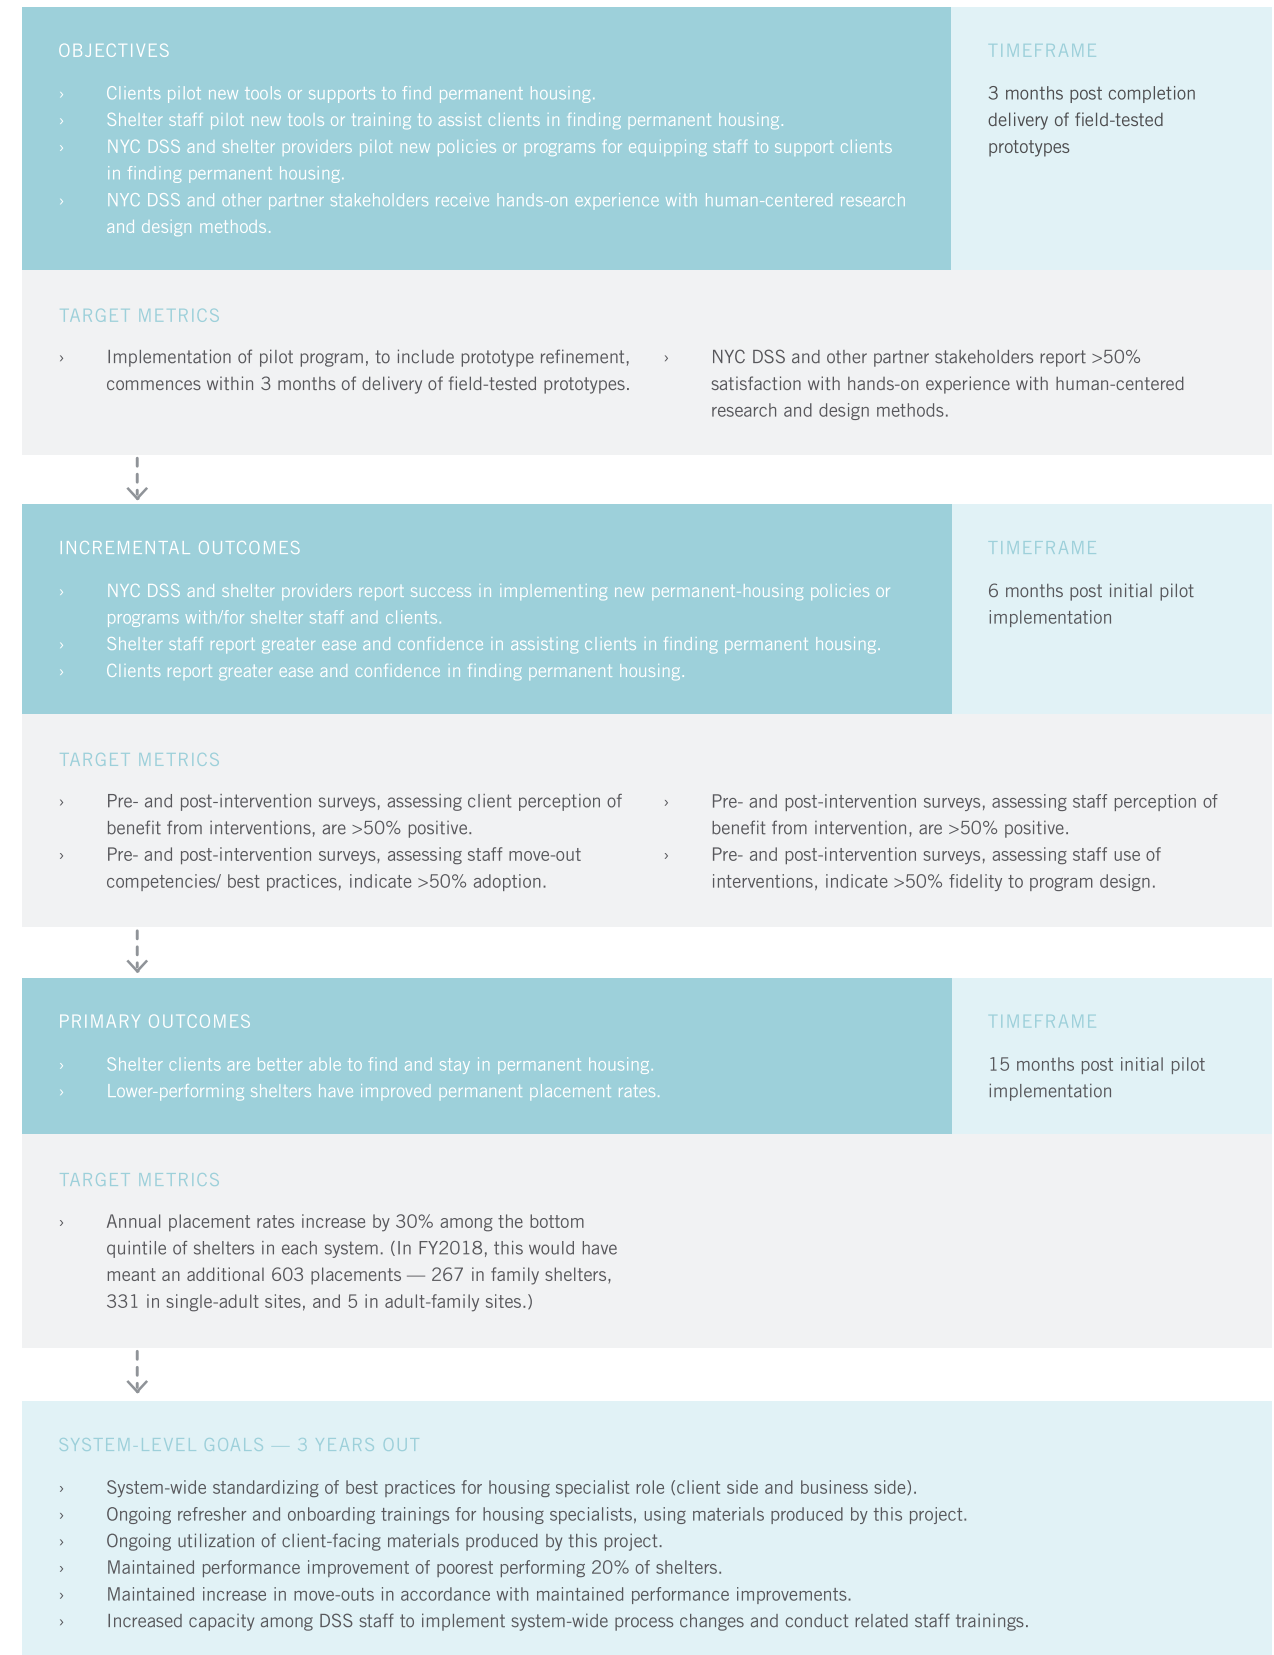 OBJECTIVES
› Clients pilot new tools or supports to find permanent housing.
› Shelter staff pilot new tools or training to assist clients in finding permanent housing.
› NYC DSS and shelter providers pilot new policies or programs for equipping staff to support clients
in finding permanent housing.
› NYC DSS and other partner stakeholders receive hands-on experience with human-centered research
and design methods.
TIMEFRAME
3 months post completion
delivery of field-tested
prototypes
TARGET METRICS
› Implementation of pilot program, to include prototype refinement,
commences within 3 months of delivery of field-tested prototypes.
› NYC DSS and other partner stakeholders report >50%
satisfaction with hands-on experience with human-centered
research and design methods.
INCREMENTAL OUTCOMES
› NYC DSS and shelter providers report success in implementing new permanent-housing policies or
programs with/for shelter staff and clients.
› Shelter staff report greater ease and confidence in assisting clients in finding permanent housing.
› Clients report greater ease and confidence in finding permanent housing.
TIMEFRAME
6 months post initial pilot
implementation
TARGET METRICS
› Pre- and post-intervention surveys, assessing client perception of
benefit from interventions, are >50% positive.
› Pre- and post-intervention surveys, assessing staff move-out
competencies/ best practices, indicate >50% adoption.
› Pre- and post-intervention surveys, assessing staff perception of
benefit from intervention, are >50% positive.
› Pre- and post-intervention surveys, assessing staff use of
interventions, indicate >50% fidelity to program design.
PRIMARY OUTCOMES
› Shelter clients are better able to find and stay in permanent housing.
› Lower-performing shelters have improved permanent placement rates.
TIMEFRAME
15 months post initial pilot
implementation
TARGET METRICS
› Annual placement rates increase by 30% among the bottom
quintile of shelters in each system. (In FY2018, this would have
meant an additional 603 placements — 267 in family shelters,
331 in single-adult sites, and 5 in adult-family sites.)
SYSTEM-LEVEL GOALS — 3 YEARS OUT
› System-wide standardizing of best practices for housing specialist role (client side and business side).
› Ongoing refresher and onboarding trainings for housing specialists, using materials produced by this project.
› Ongoing utilization of client-facing materials produced by this project.
› Maintained performance improvement of poorest performing 20% of shelters.
› Maintained increase in move-outs in accordance with maintained performance improvements.
› Increased capacity among DSS staff to implement system-wide process changes and conduct related staff trainings.